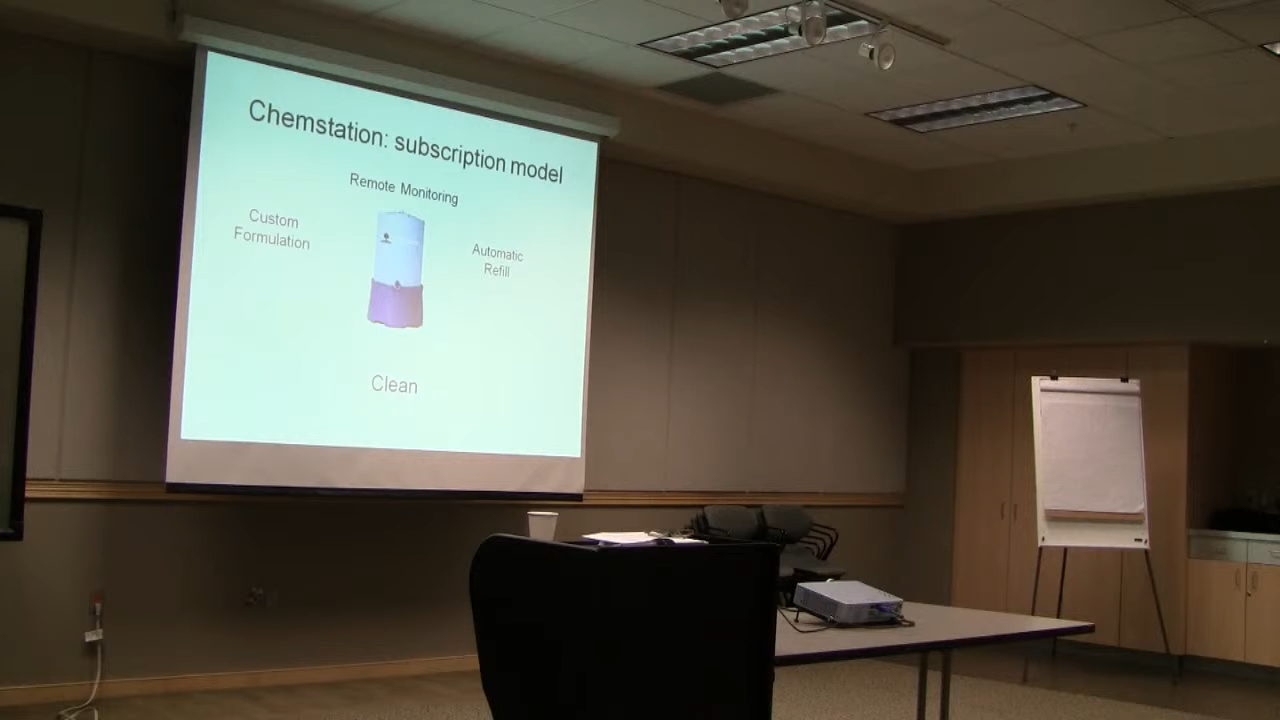 Chemstation: subscription model
Remote Monitoring
Custom
Formulation
Automatic
Refill
Clean